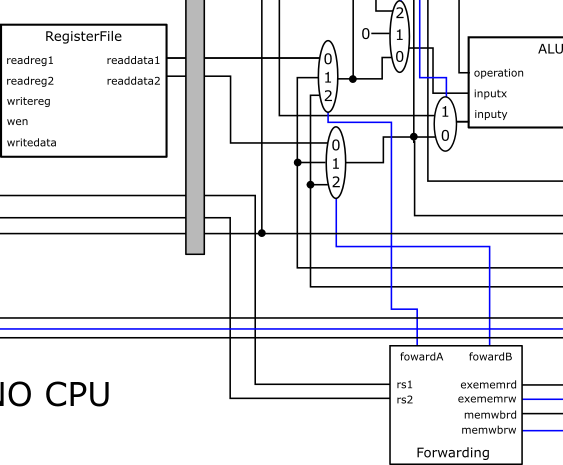 RegisterFile
readreg1 readdata1
readreg2 readdata2
writereg
wen
writedata
0
1
2
0
1
2
2
1
0
0
1
0
ALU
operation
inputx
inputy
NO CPU
fowardA fowardB
rs1 exememrd
rs2 exememrw
memwbrd
memwbrw
Forwarding